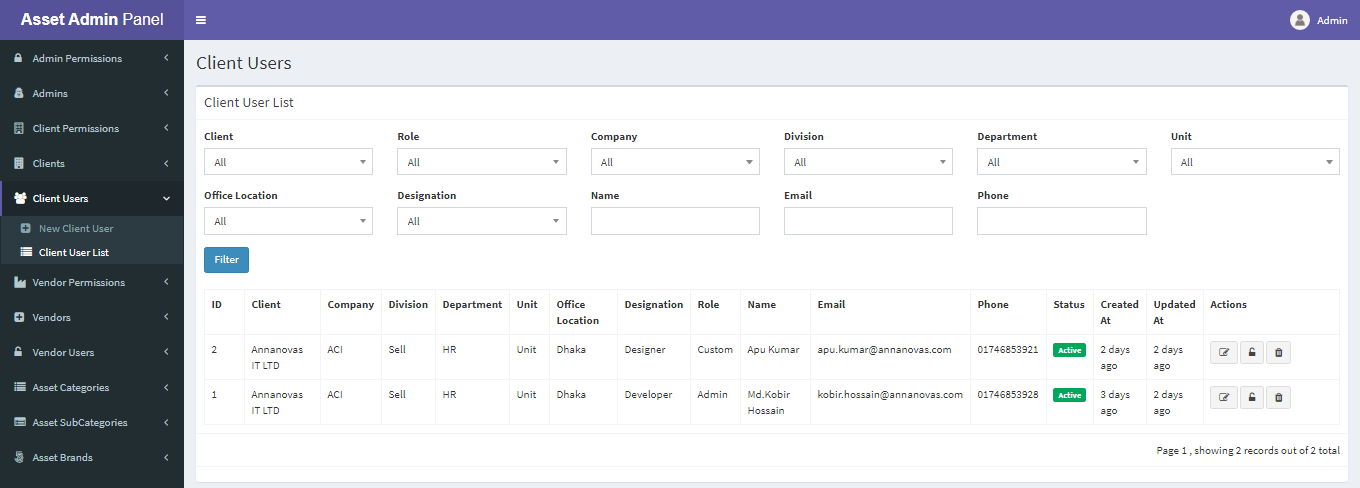 Asset Admin Panel
Admin
Admin Permissions
Admins
Client Permissions
Clients
Client Users
New Client User
Client User List
Vendor Permissions
Vendors
Vendor Users
Asset Categories
Asset SubCategories
Asset Brands
Client Users
Client User List
Client Role Company Division Department Unit
All All All All All All
Office Location Designation Name Email Phone
All All
Filter
ID Client Company Division Department Unit Office Designation Role Name Email Phone Status Created Updated Actions
Location At At
2 Annanovas ACI Sell HR Unit Dhaka Designer Custom Apu Kumar apu.kumar@annanovas.com 01746853921 Active 2 days 2 days
IT LTD ago ago
1 Annanovas ACI Sell HR Unit Dhaka Developer Admin Md.Kobir kobir.hossain@annanovas.com 01746853928 Active 3 days 2 days
IT LTD Hossain ago ago
Page 1 , showing 2 records out of 2 total